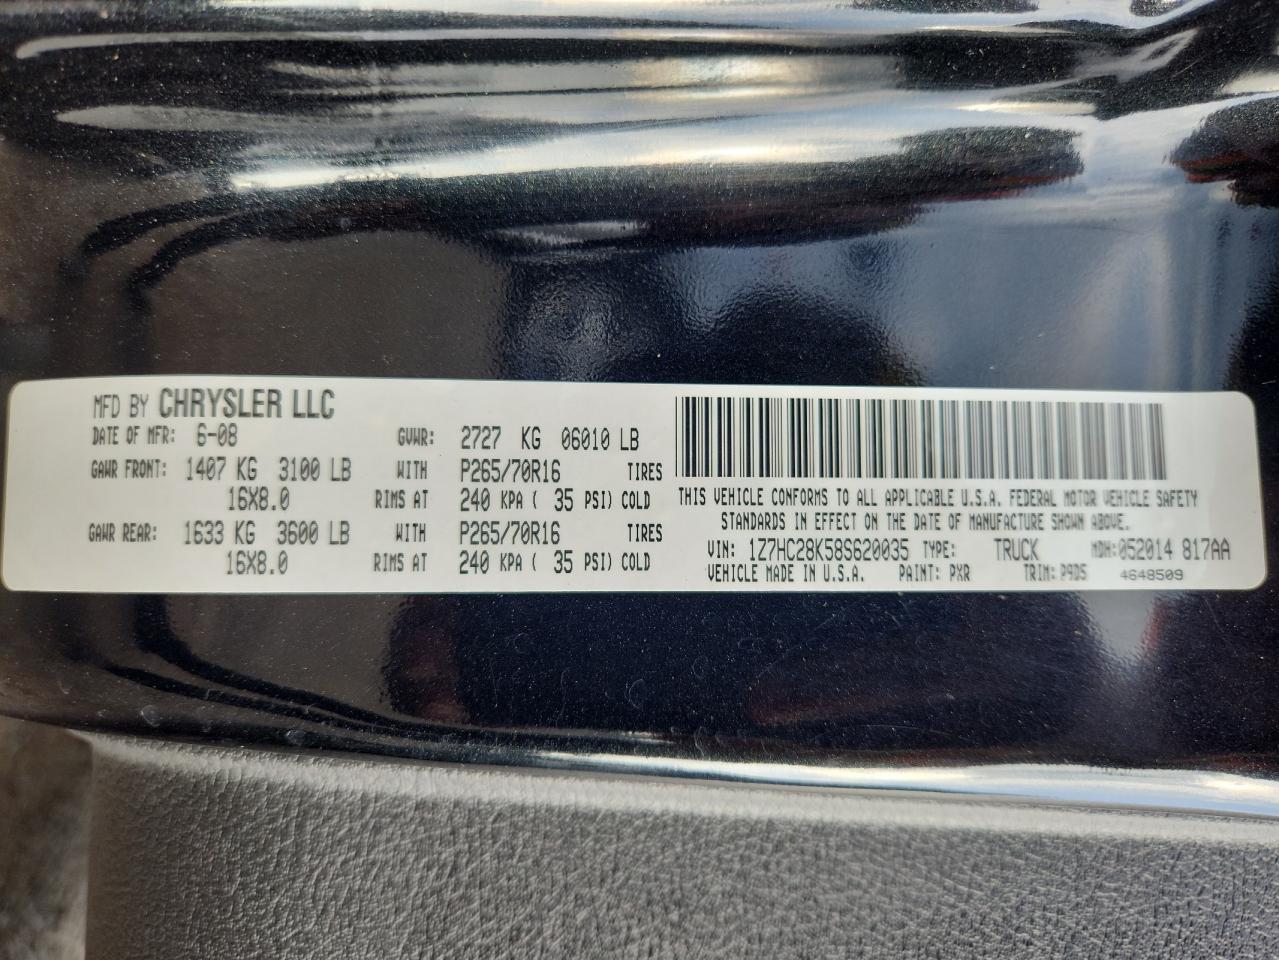 MFD BY CHRYSLER LLC
DATE OF MFR: 6-08 GVWR: 2727 KG 06010 LB
GAWR FRONT: 1407 KG 3100 LB WITH P265/70R16 TIRES
16X8.0 RIMS AT 240 KPA ( 35 PSI) COLD
GAWR REAR: 1633 KG 3600 LB WITH P265/70R16 TIRES
16X8.0 RIMS AT 240 KPA ( 35 PSI) COLD
THIS VEHICLE CONFORMS TO ALL APPLICABLE U.S.A. FEDERAL MOTOR VEHICLE SAFETY
STANDARDS IN EFFECT ON THE DATE OF MANUFACTURE SHOWN ABOVE.
VIN: 1Z7HC28K58S620035 TYPE: TRUCK MDH:052014 817AA
VEHICLE MADE IN U.S.A. PAINT: PXR TRIM: P9D5 4648509